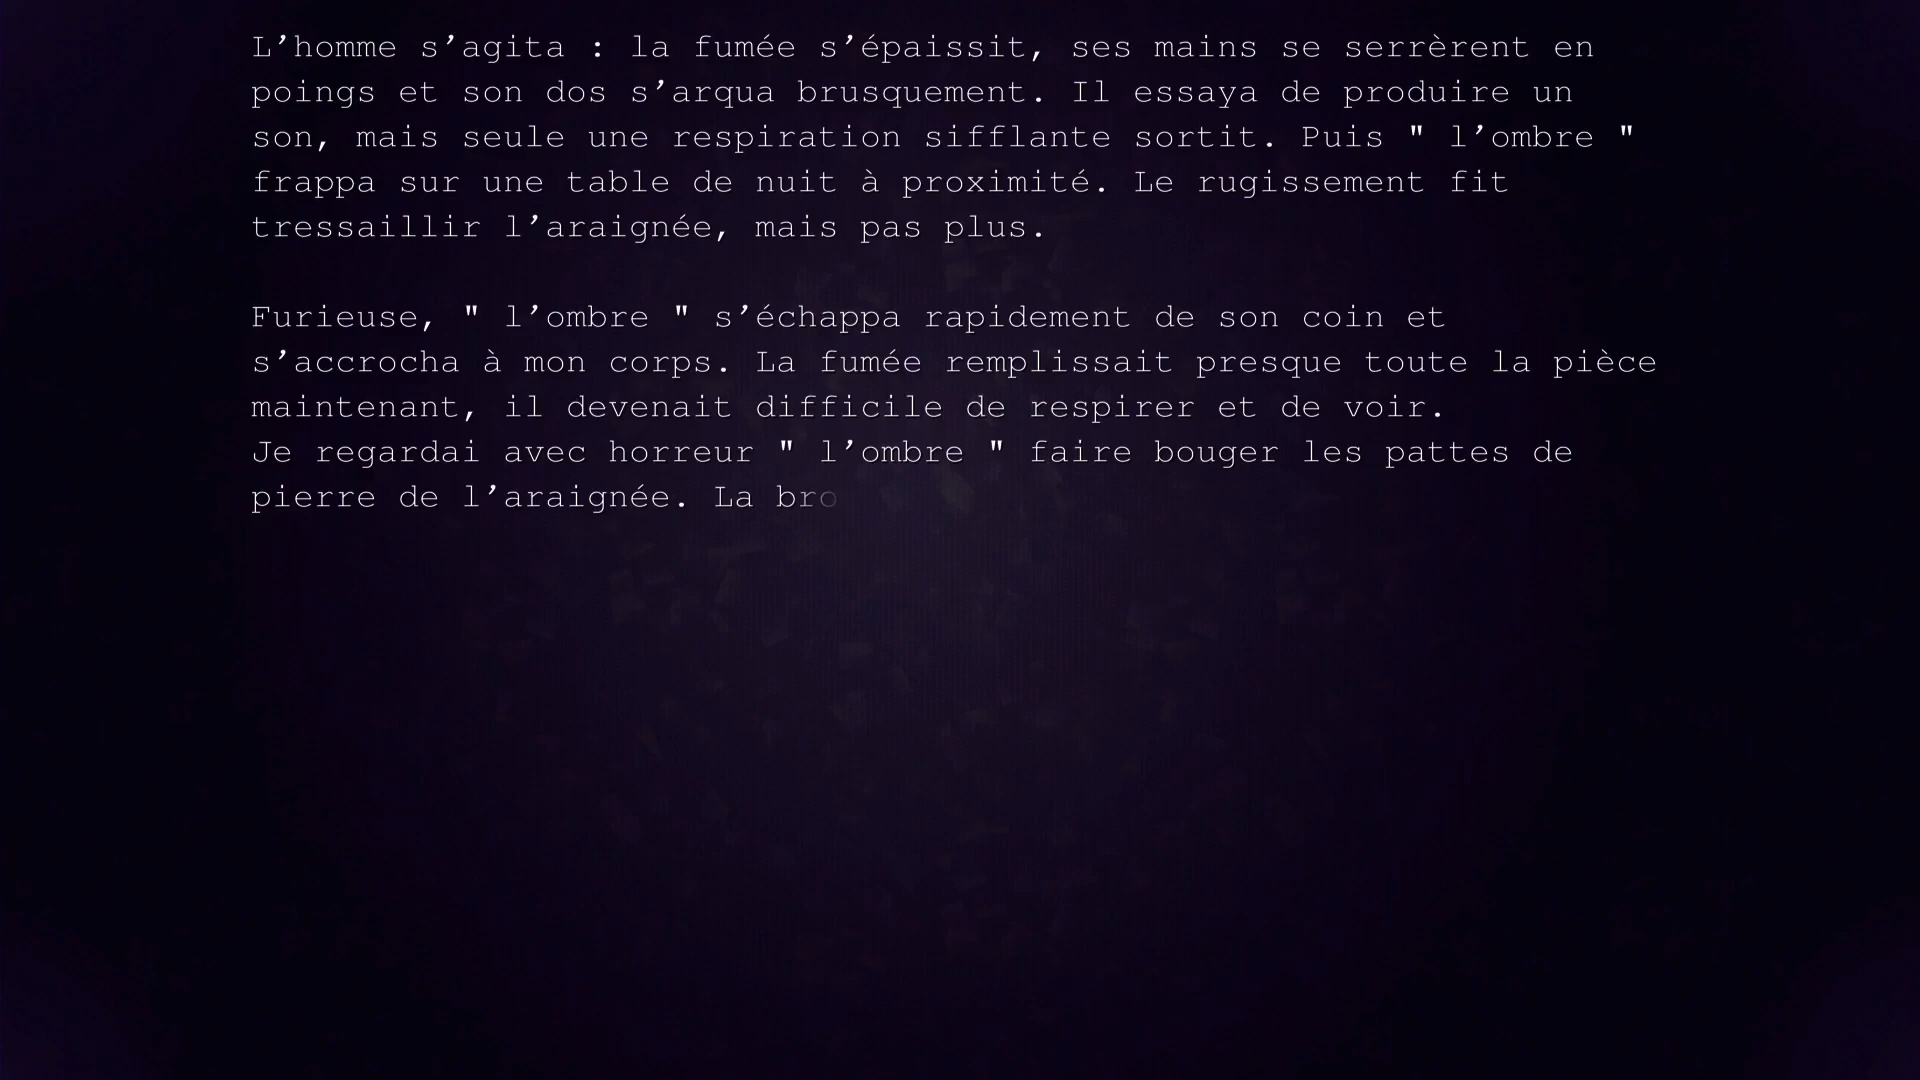 L’homme s’agita : la fumée s’épaissit, ses mains se serrèrent en
poings et son dos s’arqua brusquement. Il essaya de produire un
son, mais seule une respiration sifflante sortit. Puis " l’ombre "
frappa sur une table de nuit à proximité. Le rugissement fit
tressaillir l’araignée, mais pas plus.
Furieuse, " l’ombre " s’échappa rapidement de son coin et
s’accrocha à mon corps. La fumée remplissait presque toute la pièce
maintenant, il devenait difficile de respirer et de voir.
Je regardai avec horreur " l’ombre " faire bouger les pattes de
pierre de l’araignée. La bro